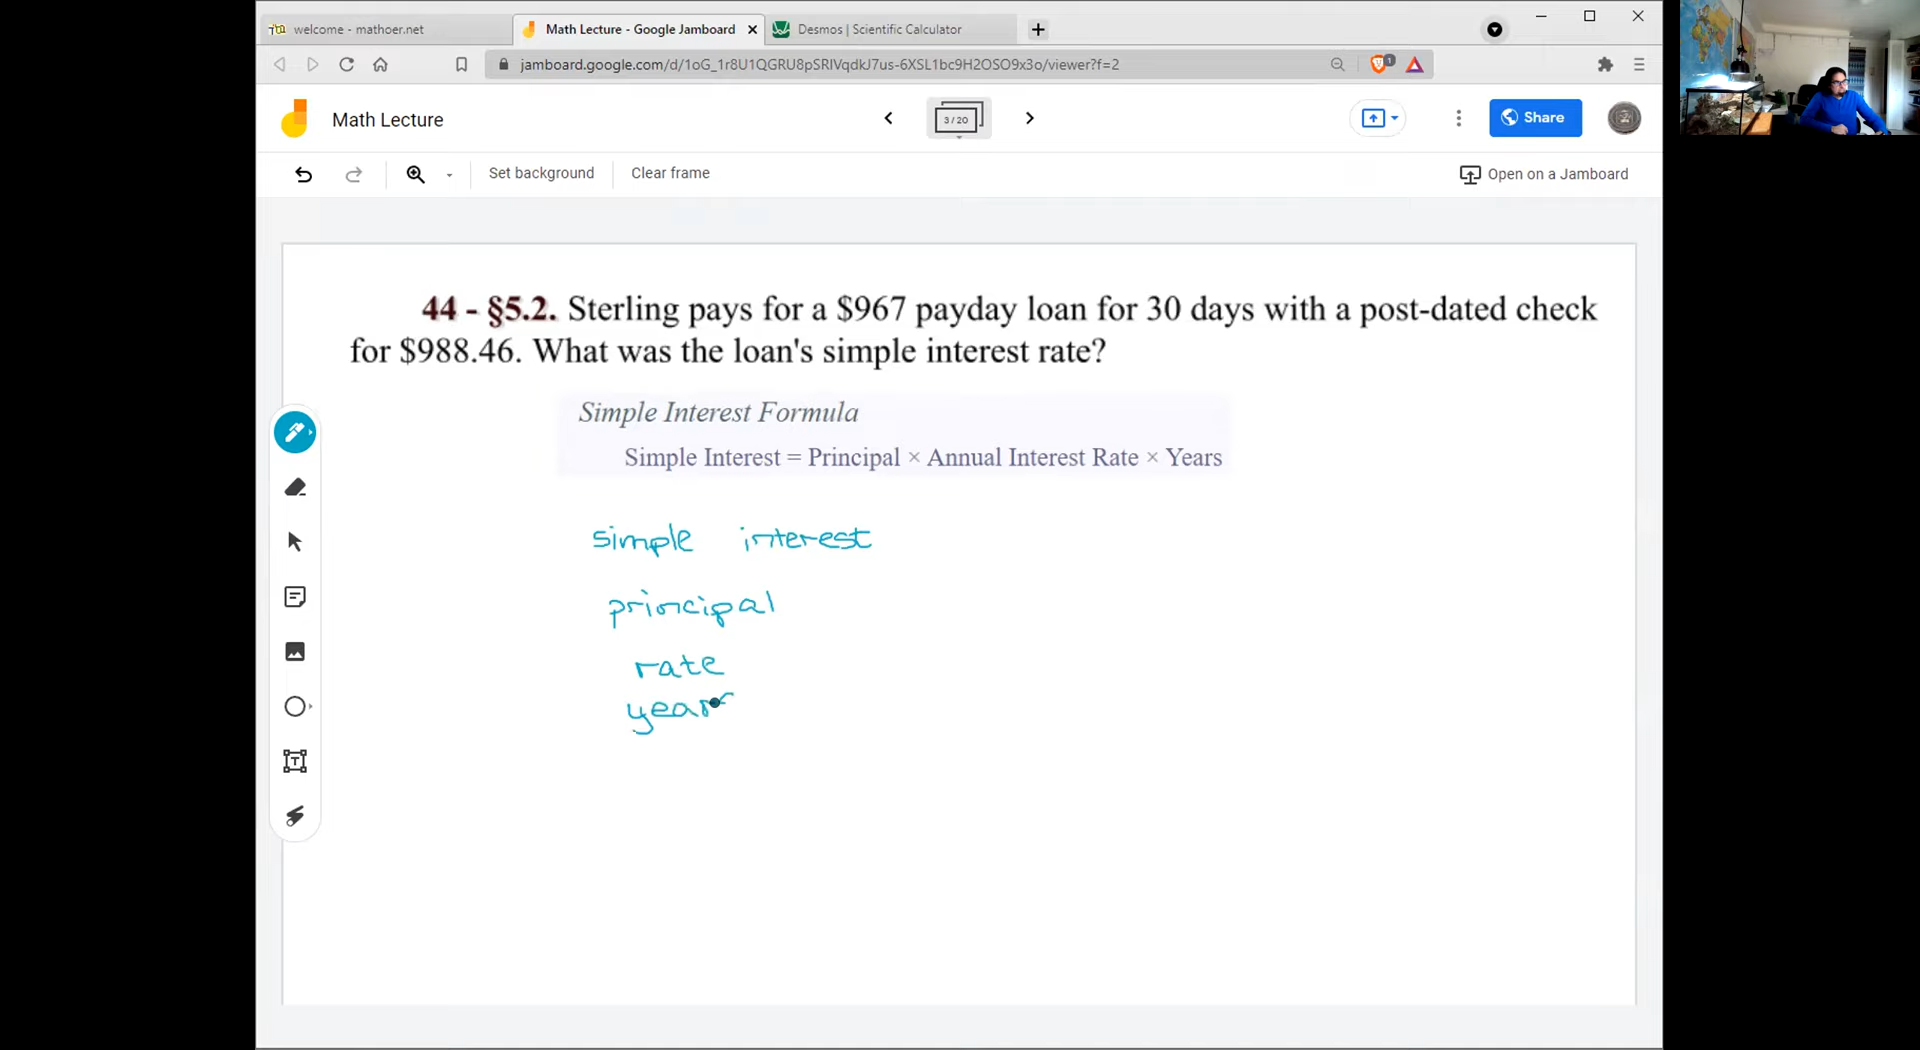 welcome - mathoer.net
Math Lecture - Google Jamboard
Desmos | Scientific Calculator
jamboard.google.com/d/1oG_1r8U1QGRU8pSRIVqdkJ7us-6XSL1bc9H2OSO9x3o/viewer?f=2
1
Math Lecture
3 / 20
Share
Set background
Clear frame
Open on a Jamboard
44 - §5.2. Sterling pays for a $967 payday loan for 30 days with a post-dated check
for $988.46. What was the loan's simple interest rate?
Simple Interest Formula
Simple Interest = Principal × Annual Interest Rate × Years
simple interest
principal
rate
year